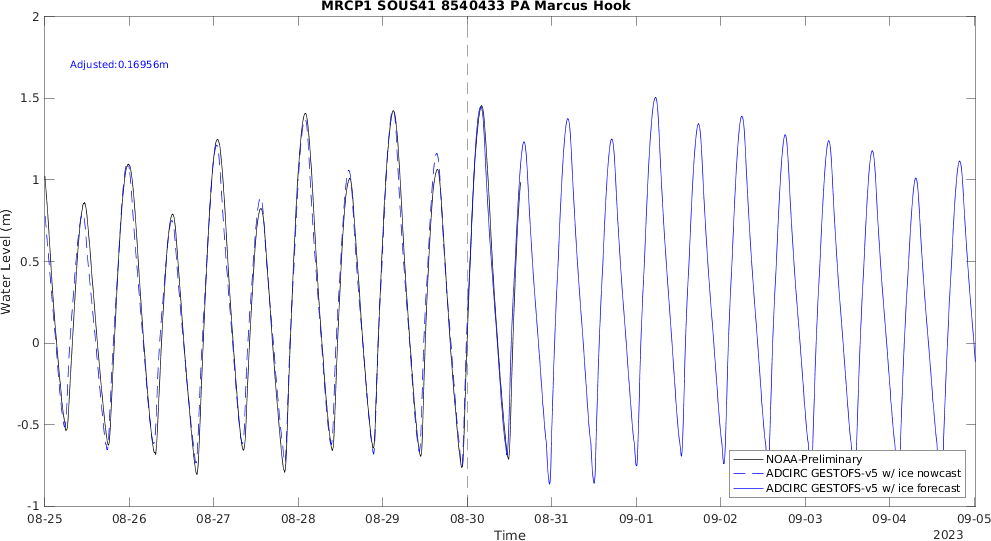 MRCP1 SOUS41 8540433 PA Marcus Hook
2
1.5
1
0.5
0
-0.5
-1
Water Level (m)
Adjusted:0.16956m
NOAA-Preliminary
ADCIRC GESTOFS-v5 w/ ice nowcast
ADCIRC GESTOFS-v5 w/ ice forecast
08-25 08-26 08-27 08-28 08-29 08-30 08-31 09-01 09-02 09-03 09-04 09-05
Time
2023